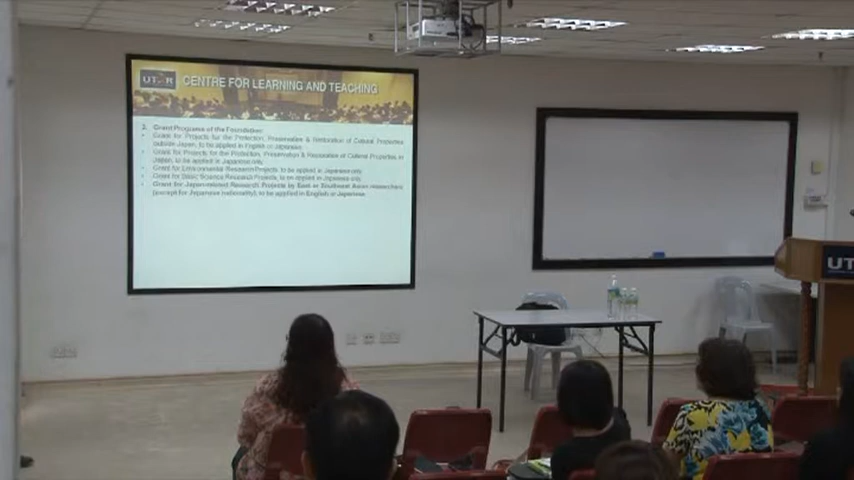 UTAR
CENTRE FOR LEARNING AND TEACHING
2. Grant Programs of the Foundation:
• Grant for Projects for the Protection, Preservation & Restoration of Cultural Properties
outside Japan, to be applied in English or Japanese
• Grant for Projects for the Protection, Preservation & Restoration of Cultural Properties in
Japan, to be applied in Japanese only
• Grant for Environmental Research Projects, to be applied in Japanese only
• Grant for Basic Science Research Projects, to be applied in Japanese only
• Grant for Japan-related Research Projects by East or Southeast Asian researchers
(except for Japanese nationality), to be applied in English or Japanese
UT